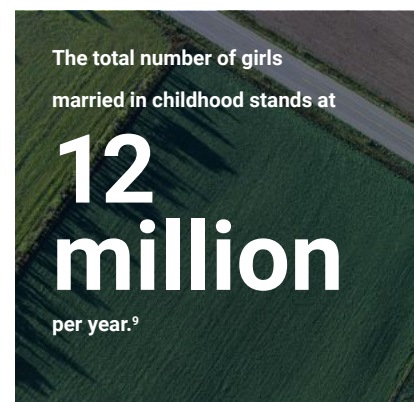 The total number of girls
married in childhood stands at
12
million
per year.⁹